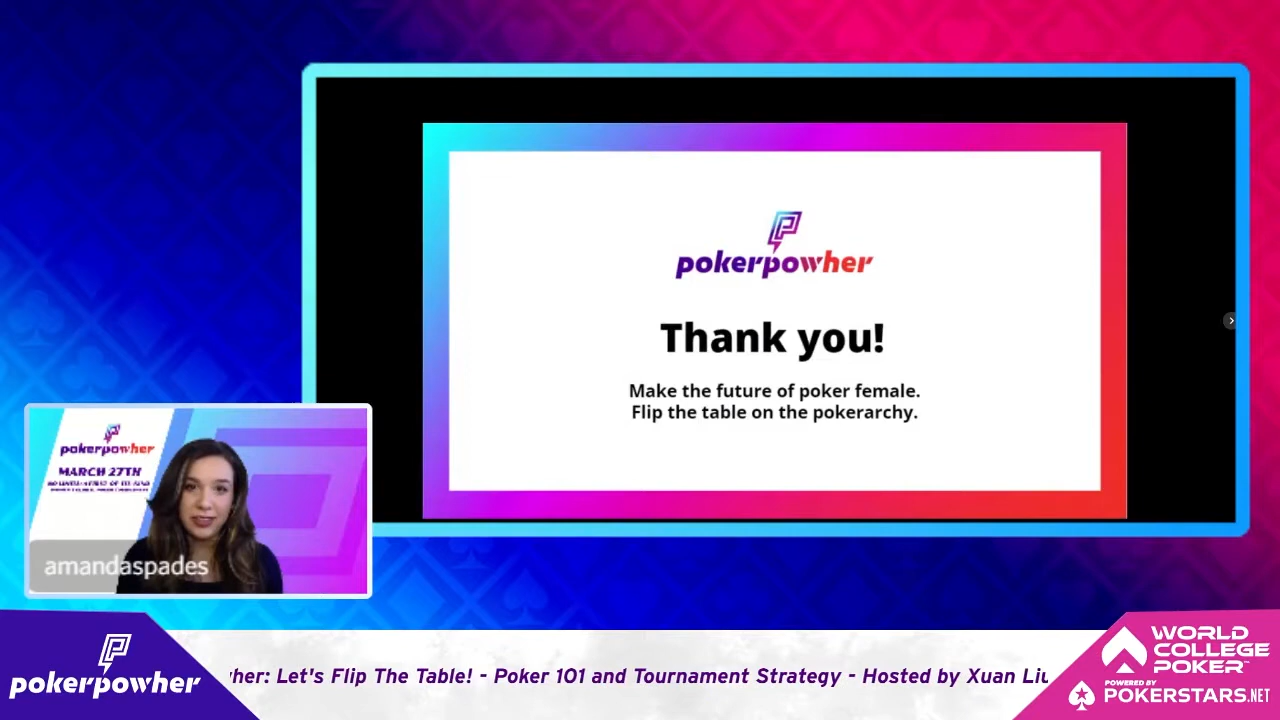 pokerpowher
Thank you!
Make the future of poker female.
Flip the table on the pokerarchy.
pokerpowher
MARCH 27TH
amandaspades
pokerpowher
her: Let's Flip The Table! - Poker 101 and Tournament Strategy - Hosted by Xuan Liu
WORLD
COLLEGE
POKER™
POWERED BY
POKERSTARS.NET